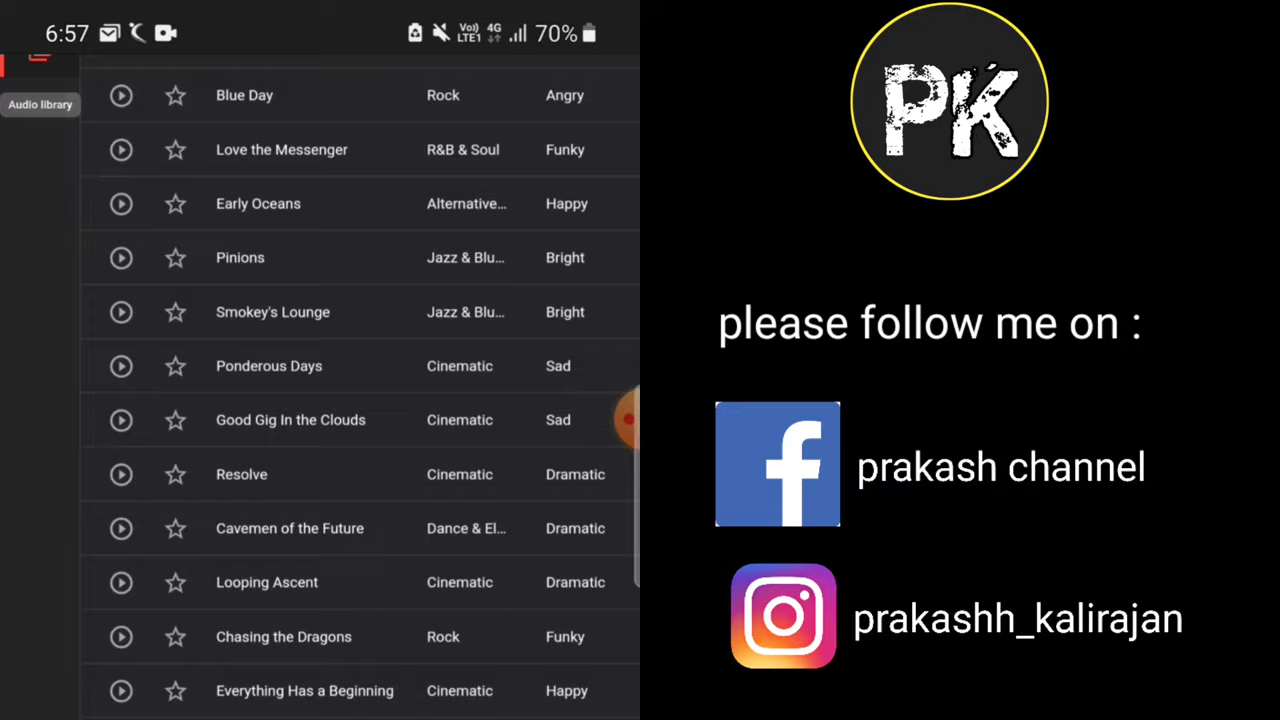 6:57
Vo)) LTE1 4G 70%
Audio library
Blue Day Rock Angry
Love the Messenger R&B & Soul Funky
Early Oceans Alternative... Happy
Pinions Jazz & Blu... Bright
Smokey's Lounge Jazz & Blu... Bright
Ponderous Days Cinematic Sad
Good Gig In the Clouds Cinematic Sad
Resolve Cinematic Dramatic
Cavemen of the Future Dance & El... Dramatic
Looping Ascent Cinematic Dramatic
Chasing the Dragons Rock Funky
Everything Has a Beginning Cinematic Happy
PK
please follow me on :
f prakash channel
prakashh_kalirajan